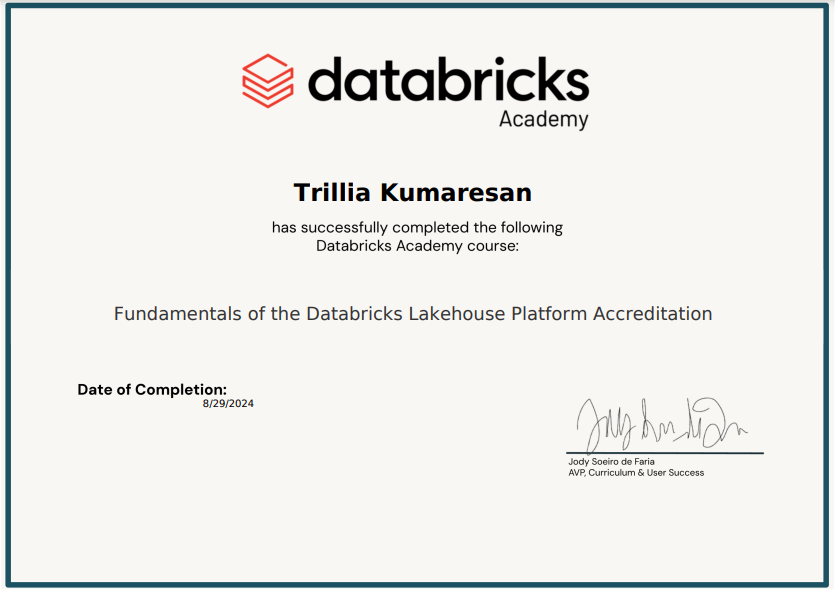 databricks
Academy
Trillia Kumaresan
has successfully completed the following
Databricks Academy course:
Fundamentals of the Databricks Lakehouse Platform Accreditation
Date of Completion:
8/29/2024
Jody Soeiro de Faria
AVP, Curriculum & User Success